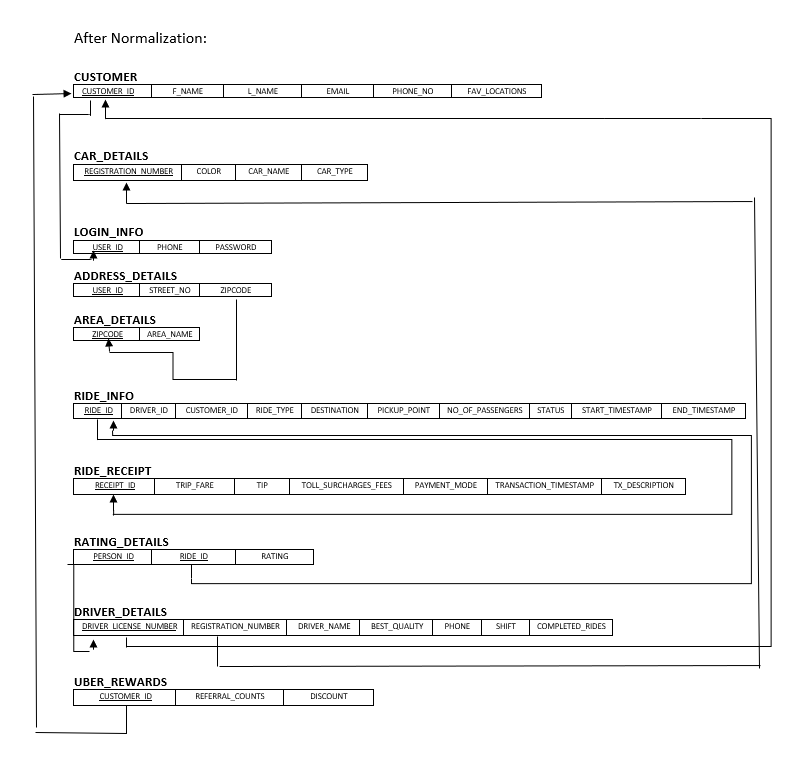 After Normalization:
CUSTOMER
CUSTOMER_ID F_NAME L_NAME EMAIL PHONE_NO FAV_LOCATIONS
CAR_DETAILS
REGISTRATION_NUMBER COLOR CAR_NAME CAR_TYPE
LOGIN_INFO
USER_ID PHONE PASSWORD
ADDRESS_DETAILS
USER_ID STREET_NO ZIPCODE
AREA_DETAILS
ZIPCODE AREA_NAME
RIDE_INFO
RIDE_ID DRIVER_ID CUSTOMER_ID RIDE_TYPE DESTINATION PICKUP_POINT NO_OF_PASSENGERS STATUS START_TIMESTAMP END_TIMESTAMP
RIDE_RECEIPT
RECEIPT_ID TRIP_FARE TIP TOLL_SURCHARGES_FEES PAYMENT_MODE TRANSACTION_TIMESTAMP TX_DESCRIPTION
RATING_DETAILS
PERSON_ID RIDE_ID RATING
DRIVER_DETAILS
DRIVER_LICENSE_NUMBER REGISTRATION_NUMBER DRIVER_NAME BEST_QUALITY PHONE SHIFT COMPLETED_RIDES
UBER_REWARDS
CUSTOMER_ID REFERRAL_COUNTS DISCOUNT